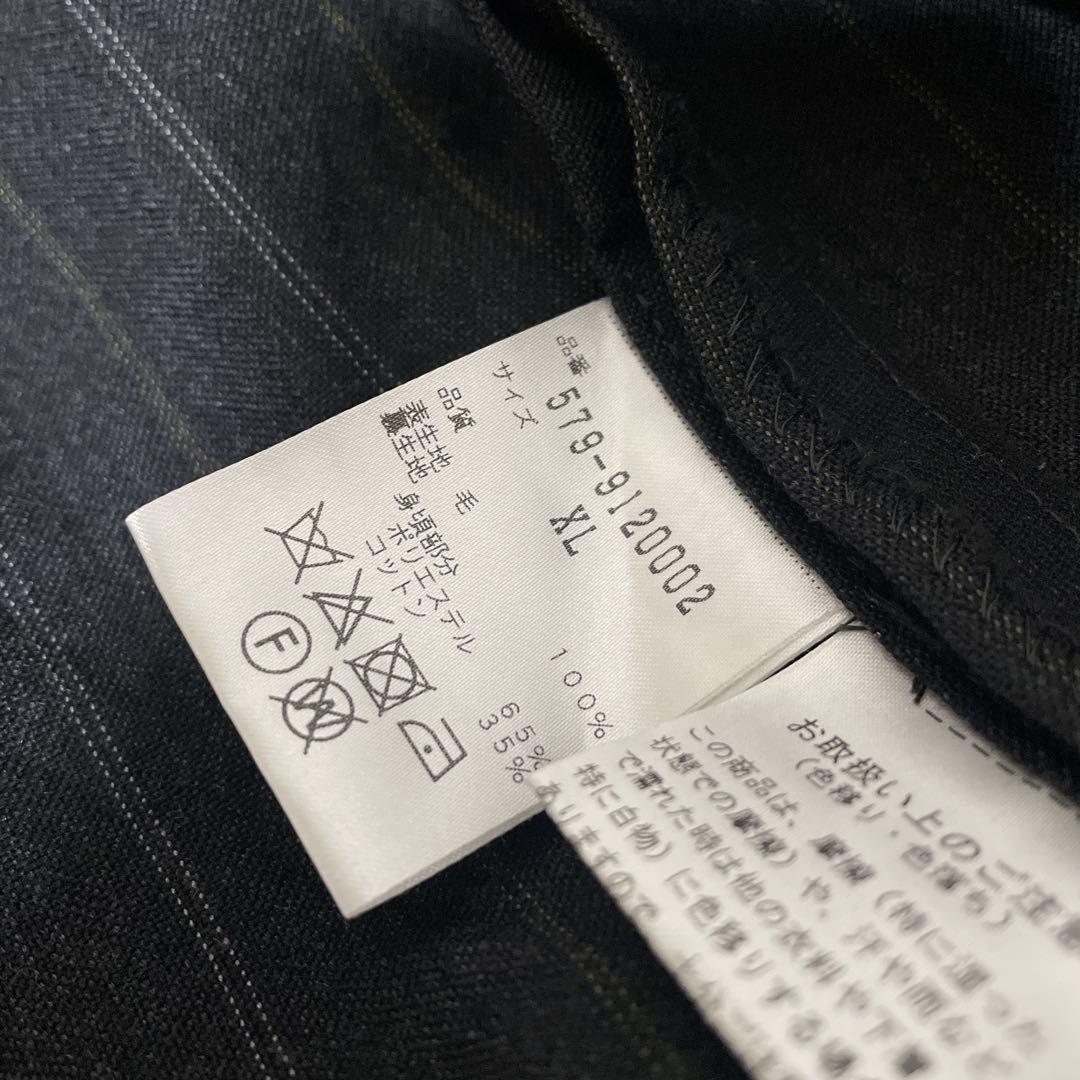 品番 579-9120002
サイズ XL
品質
表生地 毛 100%
裏生地 身頃部分
ポリエステル 65%
コットン 35%
F
W
お取扱い上のご注意
（色移り・色落ち）
この商品は、摩擦（特に湿った
状態での摩擦）や、汗や雨など
で濡れた時は他の衣料や下着
特に白物）に色移りする場
ありますので